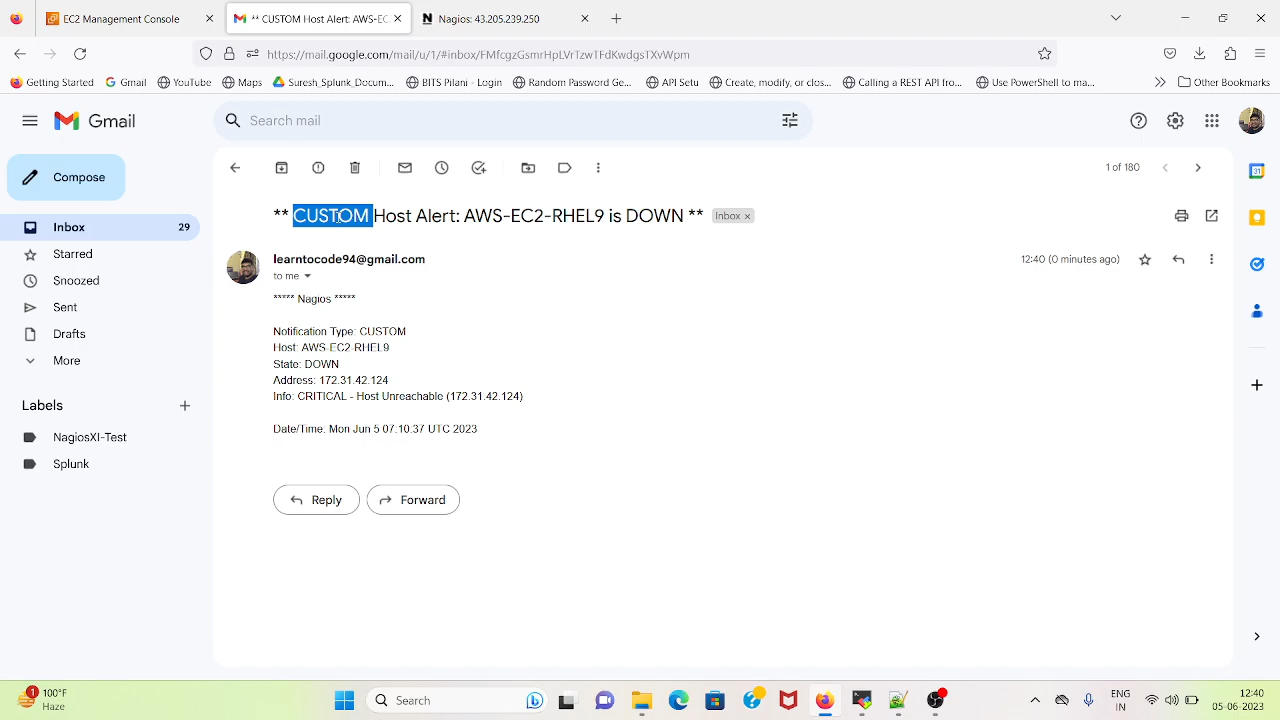 EC2 Management Console
** CUSTOM Host Alert: AWS-EC
Nagios: 43.205.239.250
https://mail.google.com/mail/u/1/#inbox/FMfcgzGsmrHpLVrTzwTFdKwdgsTXvWpm
Getting Started
Gmail
YouTube
Maps
Suresh_Splunk_Docum...
BITS Pilani - Login
Random Password Ge...
API Setu
Create, modify, or clos...
Calling a REST API fro...
Use PowerShell to ma...
Other Bookmarks
Gmail
Search mail
Compose
1 of 180
Inbox 29
Starred
Snoozed
Sent
Drafts
More
Labels
NagiosXI-Test
Splunk
** CUSTOM Host Alert: AWS-EC2-RHEL9 is DOWN ** Inbox
learntocode94@gmail.com
12:40 (0 minutes ago)
to me
***** Nagios *****
Notification Type: CUSTOM
Host: AWS-EC2-RHEL9
State: DOWN
Address: 172.31.42.124
Info: CRITICAL - Host Unreachable (172.31.42.124)
Date/Time: Mon Jun 5 07:10:37 UTC 2023
Reply
Forward
31
1
100°F
Haze
Search
ENG
IN
12:40
05-06-2023